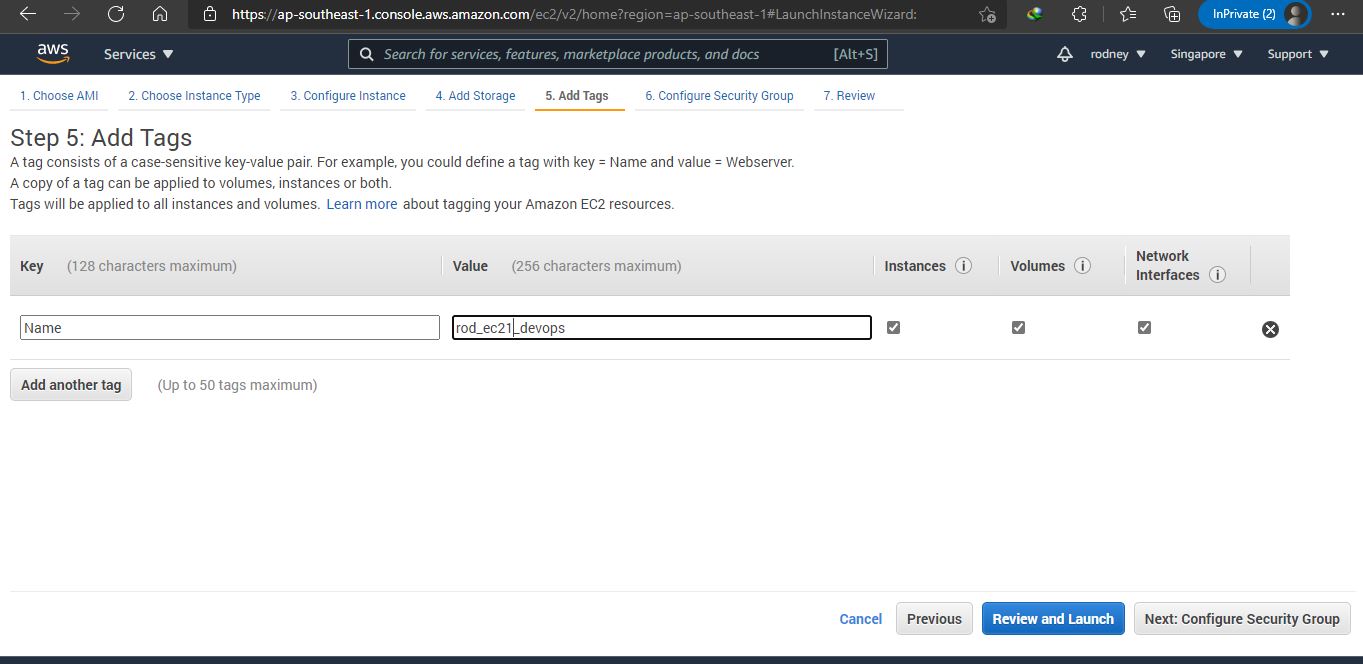 https://ap-southeast-1.console.aws.amazon.com/ec2/v2/home?region=ap-southeast-1#LaunchInstanceWizard:
InPrivate (2)
aws
Services
Search for services, features, marketplace products, and docs
[Alt+S]
rodney
Singapore
Support
1. Choose AMI
2. Choose Instance Type
3. Configure Instance
4. Add Storage
5. Add Tags
6. Configure Security Group
7. Review
Step 5: Add Tags
A tag consists of a case-sensitive key-value pair. For example, you could define a tag with key = Name and value = Webserver.
A copy of a tag can be applied to volumes, instances or both.
Tags will be applied to all instances and volumes. Learn more about tagging your Amazon EC2 resources.
Key (128 characters maximum)
Value (256 characters maximum)
Instances
Volumes
Network
Interfaces
Name
rod_ec21_devops
Add another tag
(Up to 50 tags maximum)
Cancel
Previous
Review and Launch
Next: Configure Security Group